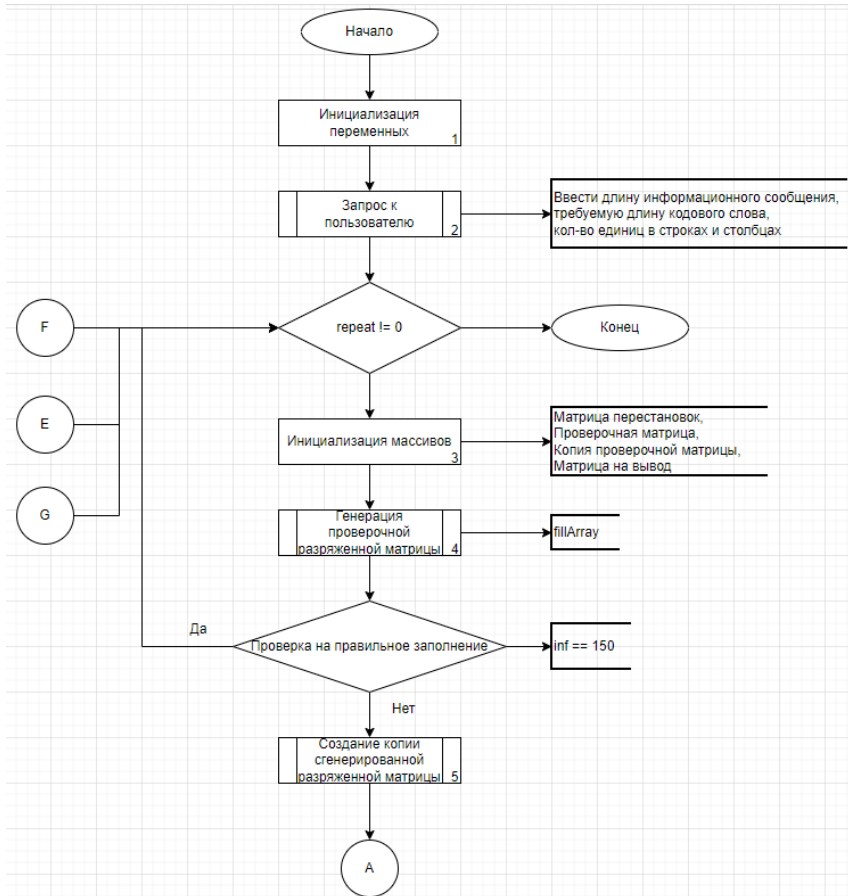 Начало
Инициализация
переменных
1
Запрос к
пользователю
2
Ввести длину информационного сообщения,
требуемую длину кодового слова,
кол-во единиц в строках и столбцах
F
repeat != 0
Конец
E
Инициализация массивов
3
Матрица перестановок,
Проверочная матрица,
Копия проверочной матрицы,
Матрица на вывод
G
Генерация
проверочной
разряженной матрицы
4
fillArray
Да
Проверка на правильное заполнение
inf == 150
Нет
Создание копии
сгенерированной
разряженной матрицы
5
A